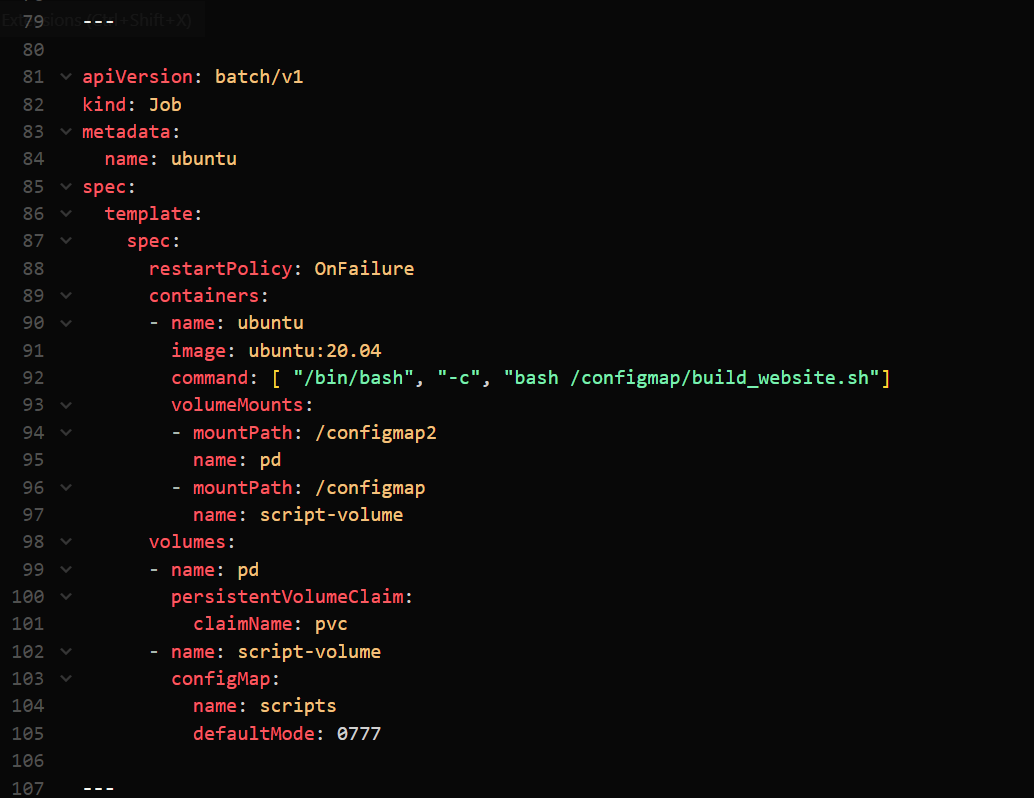 Extensions (Ctrl+Shift+X)
79 ---
80
81 apiVersion: batch/v1
82 kind: Job
83 metadata:
84   name: ubuntu
85 spec:
86   template:
87     spec:
88       restartPolicy: OnFailure
89       containers:
90       - name: ubuntu
91         image: ubuntu:20.04
92         command: [ "/bin/bash", "-c", "bash /configmap/build_website.sh"]
93         volumeMounts:
94         - mountPath: /configmap2
95           name: pd
96         - mountPath: /configmap
97           name: script-volume
98       volumes:
99       - name: pd
100         persistentVolumeClaim:
101           claimName: pvc
102       - name: script-volume
103         configMap:
104           name: scripts
105           defaultMode: 0777
106
107 ---